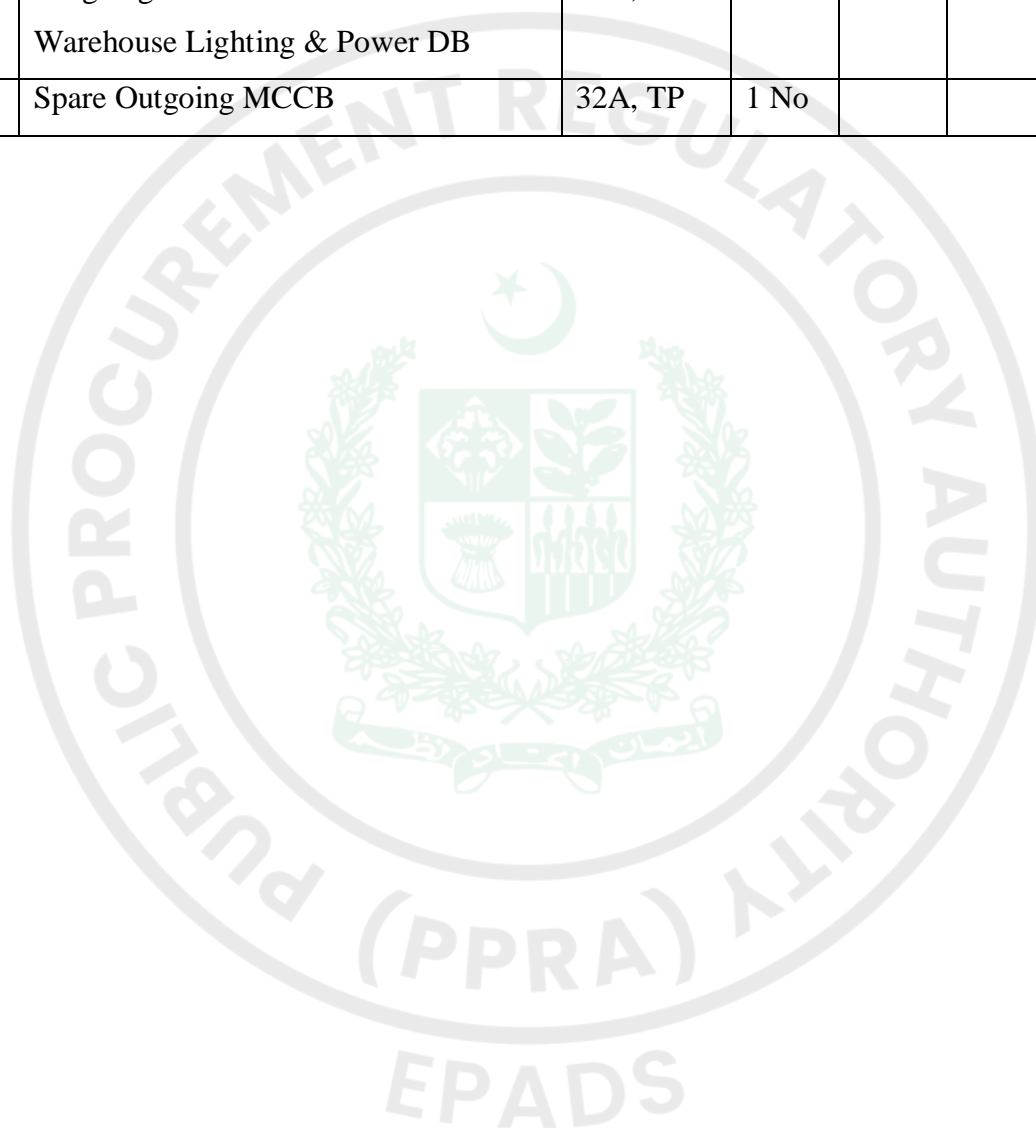 Warehouse Lighting & Power DB
Spare Outgoing MCCB 32A, TP 1 No
PUBLIC PROCUREMENT REGULATORY AUTHORITY
(PPRA)
EPADS